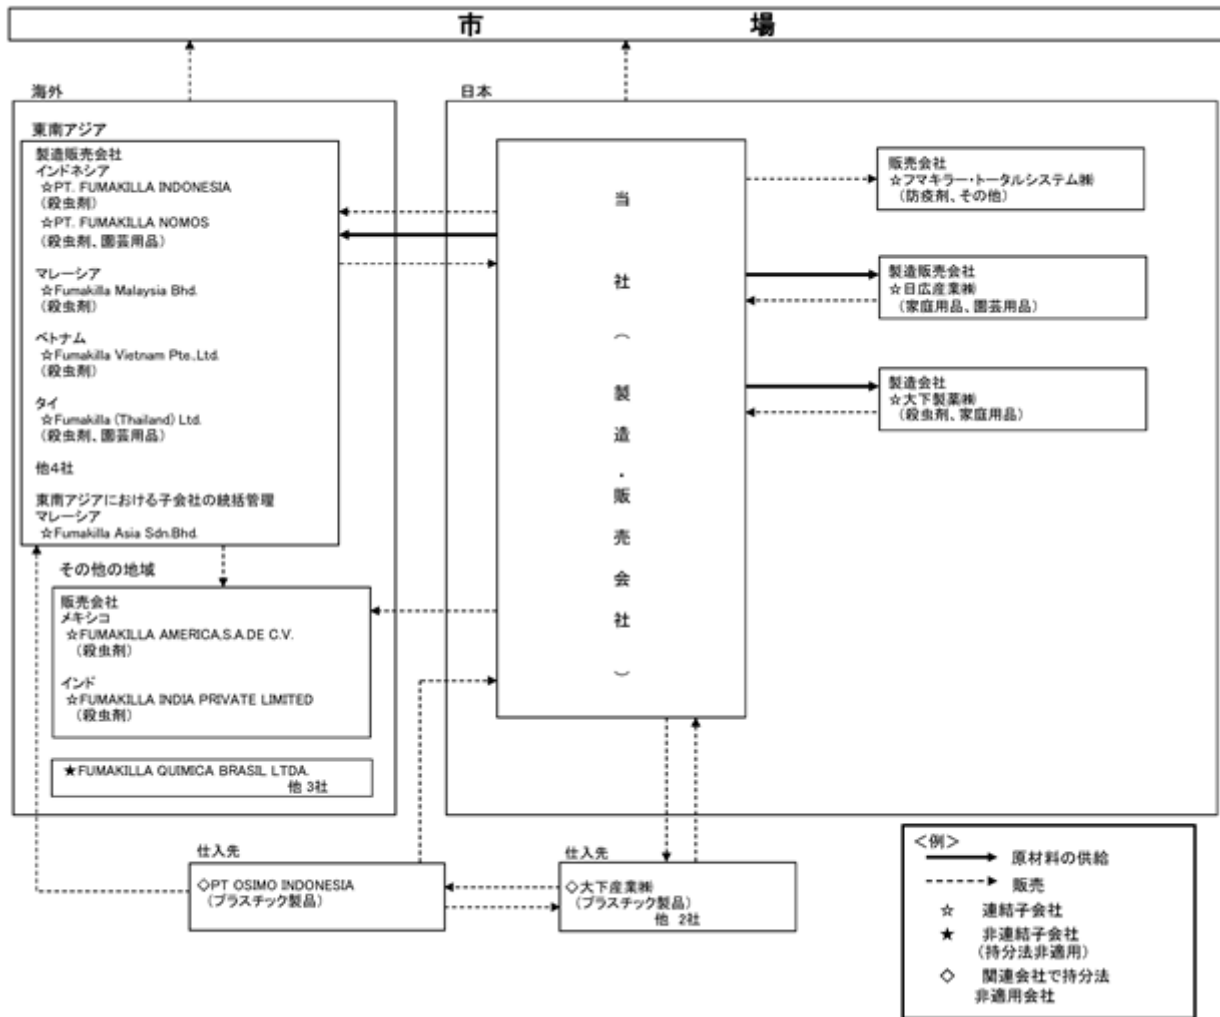 市 場
海外
日本
東南アジア
製造販売会社
インドネシア
☆PT. FUMAKILLA INDONESIA
(殺虫剤)
☆PT. FUMAKILLA NOMOS
(殺虫剤、園芸用品)
マレーシア
☆Fumakilla Malaysia Bhd.
(殺虫剤)
ベトナム
☆Fumakilla Vietnam Pte.,Ltd.
(殺虫剤)
タイ
☆Fumakilla (Thailand) Ltd.
(殺虫剤、園芸用品)
他4社
東南アジアにおける子会社の統括管理
マレーシア
☆Fumakilla Asia Sdn.Bhd.
その他の地域
販売会社
メキシコ
☆FUMAKILLA AMERICA,S.A.DE C.V.
(殺虫剤)
インド
☆FUMAKILLA INDIA PRIVATE LIMITED
(殺虫剤)
★FUMAKILLA QUIMICA BRASIL LTDA.
他 3社
当社(製造・販売会社)
販売会社
☆フマキラー・トータルシステム㈱
(防疫剤、その他)
製造販売会社
☆日広産業㈱
(家庭用品、園芸用品)
製造会社
☆大下製薬㈱
(殺虫剤、家庭用品)
仕入先
◇PT OSIMO INDONESIA
(プラスチック製品)
仕入先
◇大下産業㈱
(プラスチック製品)
他 2社
<例>
原材料の供給
販売
☆ 連結子会社
★ 非連結子会社
(持分法非適用)
◇ 関連会社で持分法
非適用会社